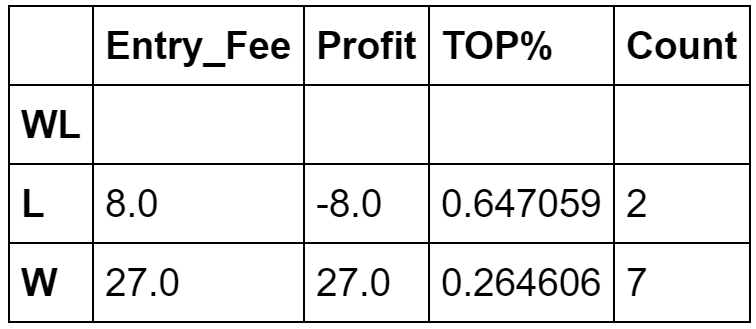 Entry_Fee Profit TOP% Count
WL
L 8.0 -8.0 0.647059 2
W 27.0 27.0 0.264606 7